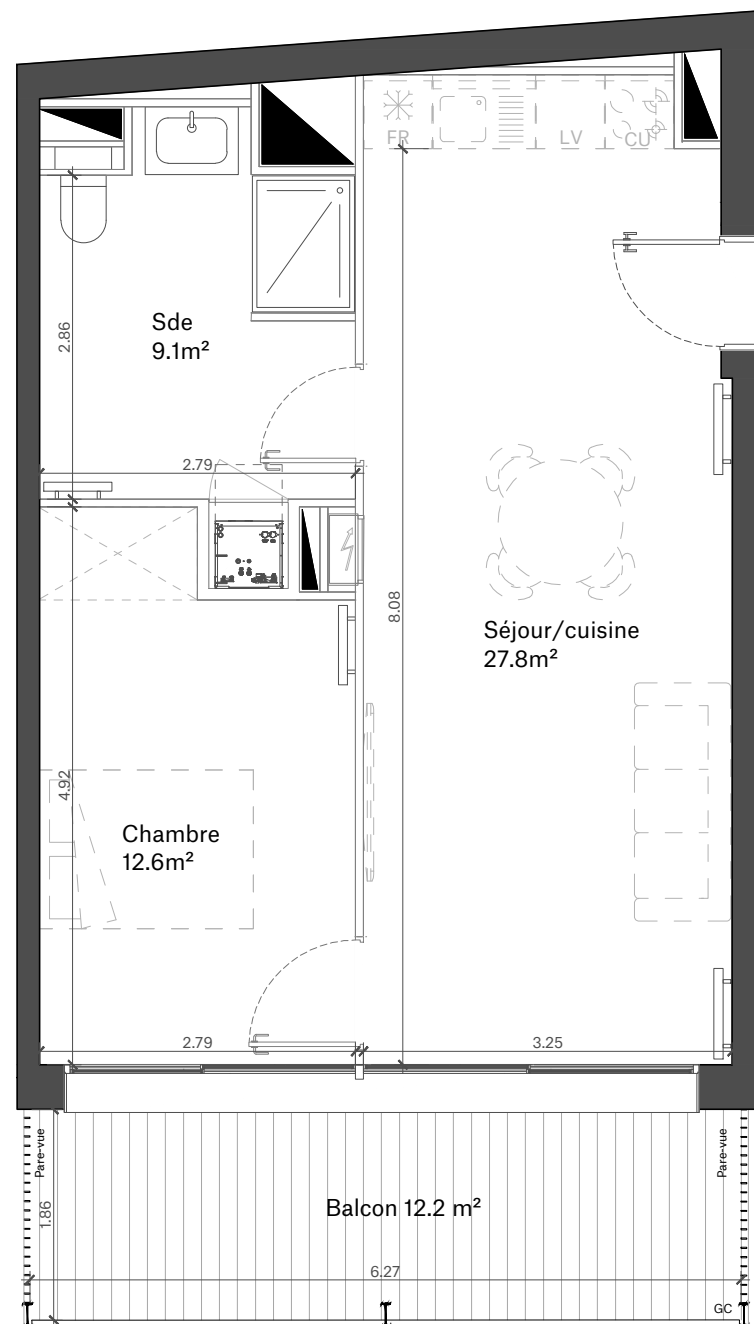 FR
LV
CU
Sde
9.1m²
2.86
2.79
8.08
Séjour/cuisine
27.8m²
4.92
Chambre
12.6m²
2.79
3.25
Pare-vue
Pare-vue
1.86
Balcon 12.2 m²
6.27
GC